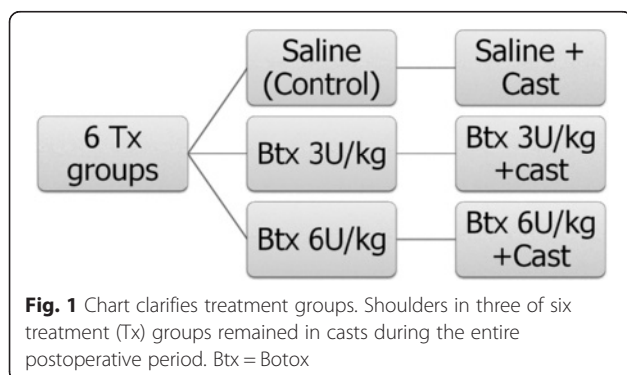 6 Tx
groups
Saline
(Control)
Saline +
Cast
Btx 3U/kg
Btx 3U/kg
+cast
Btx 6U/kg
Btx 6U/kg
+Cast
Fig. 1 Chart clarifies treatment groups. Shoulders in three of six
treatment (Tx) groups remained in casts during the entire
postoperative period. Btx = Botox